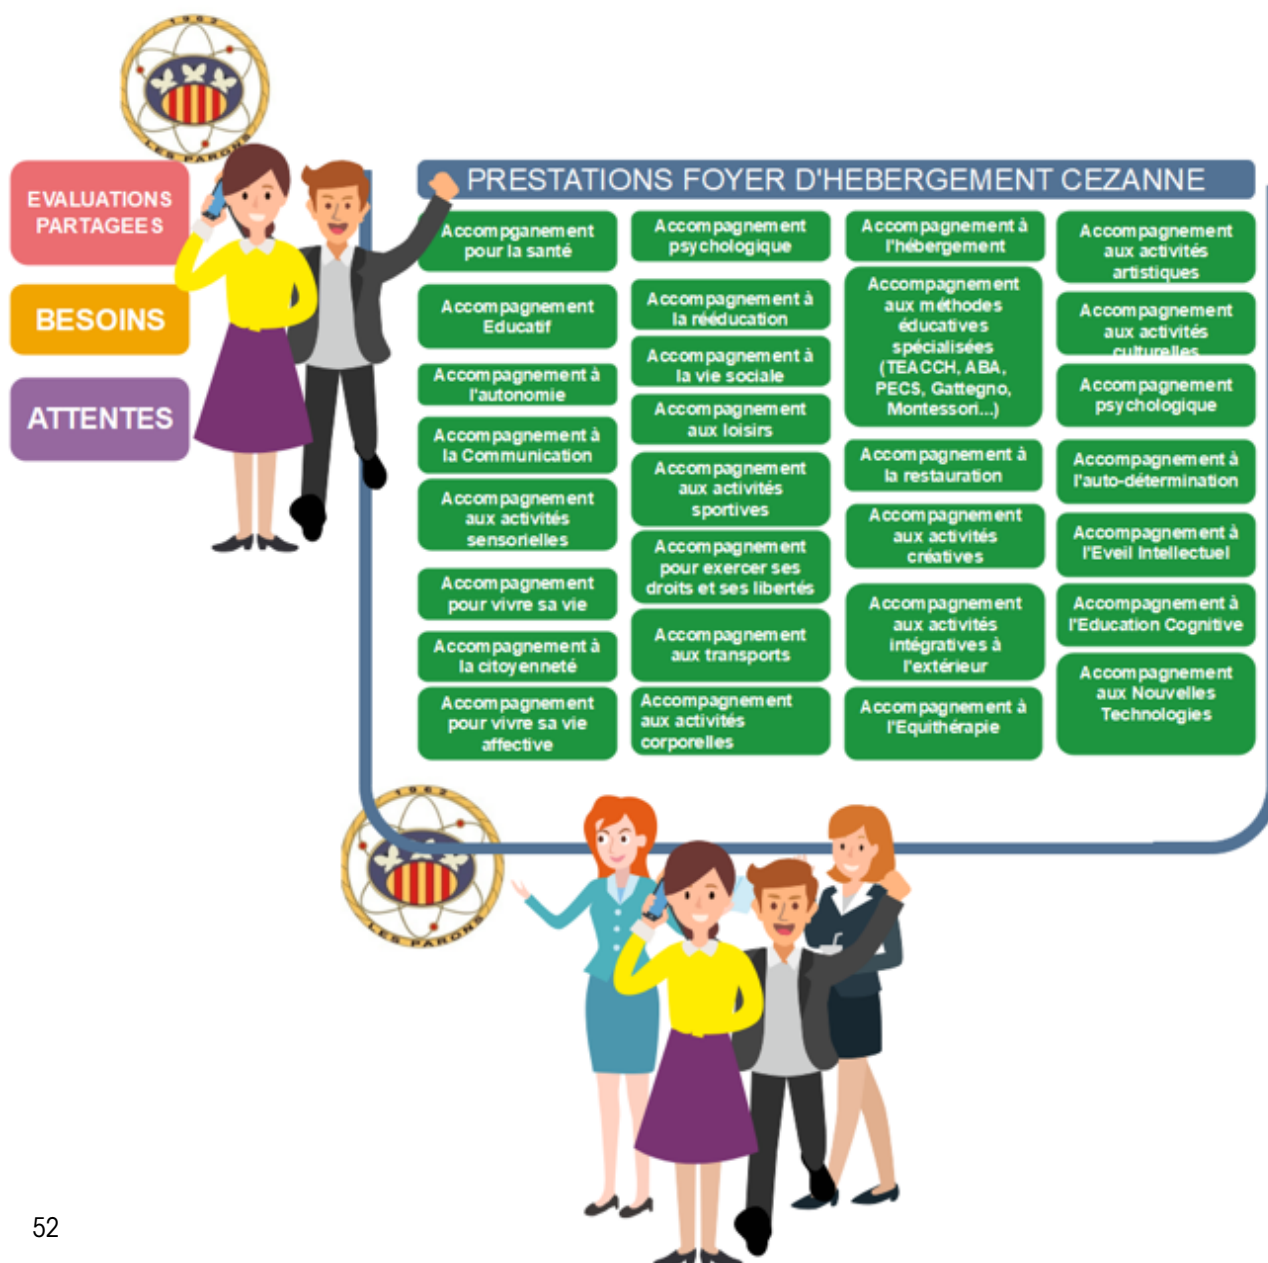 1962
LES PARONS
EVALUATIONS
PARTAGEES
BESOINS
ATTENTES
PRESTATIONS FOYER D'HEBERGEMENT CEZANNE
Accompganement
pour la santé
Accompagnement
Educatif
Accompagnement à
l'autonomie
Accompagnement à
la Communication
Accompagnement
aux activités
sensorielles
Accompagnement
pour vivre sa vie
Accompagnement à
la citoyenneté
Accompagnement
pour vivre sa vie
affective
Accompagnement
psychologique
Accompagnement à
la rééducation
Accompagnement à
la vie sociale
Accompagnement
aux loisirs
Accompagnement
aux activités
sportives
Accompagnement
pour exercer ses
droits et ses libertés
Accompagnement
aux transports
Accompagnement
aux activités
corporelles
Accompagnement à
l'hébergement
Accompagnement
aux méthodes
éducatives
spécialisées
(TEACCH, ABA,
PECS, Gattegno,
Montessori...)
Accompagnement à
la restauration
Accompagnement
aux activités
créatives
Accompagnement
aux activités
intégratives à
l'extérieur
Accompagnement à
l'Equithérapie
Accompagnement
aux activités
artistiques
Accompagnement
aux activités
culturelles
Accompagnement
psychologique
Accompagnement à
l'auto-détermination
Accompagnement à
l'Eveil Intellectuel
Accompagnement à
l'Education Cognitive
Accompagnement
aux Nouvelles
Technologies
1962
LES PARONS
52